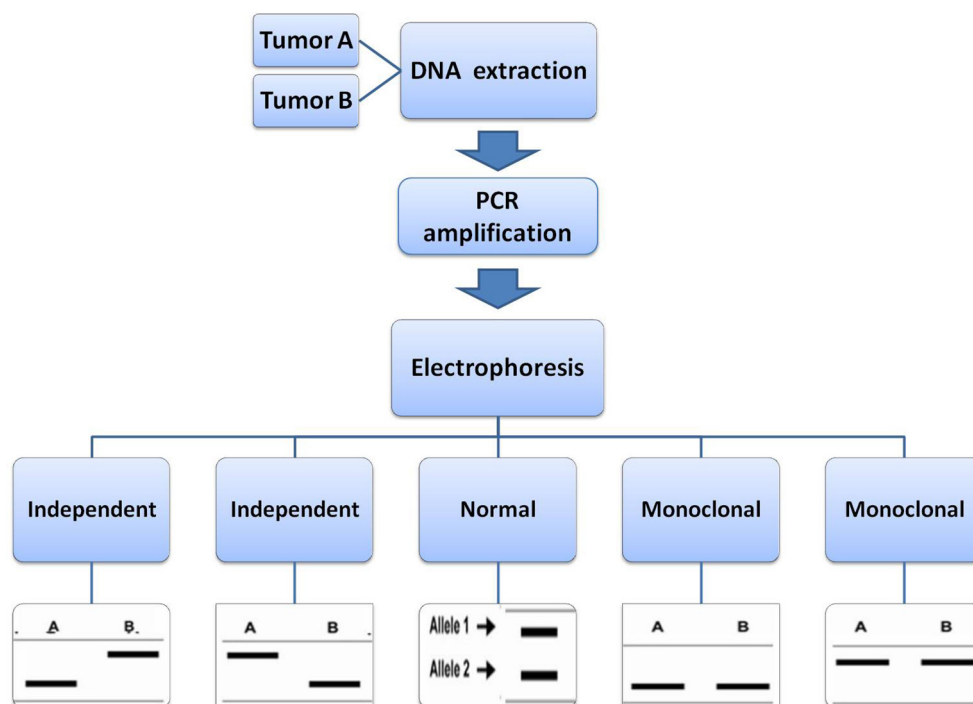 Tumor A
Tumor B
DNA extraction
PCR
amplification
Electrophoresis
Independent
Independent
Normal
Monoclonal
Monoclonal
A B
A B
Allele 1
Allele 2
A B
A B